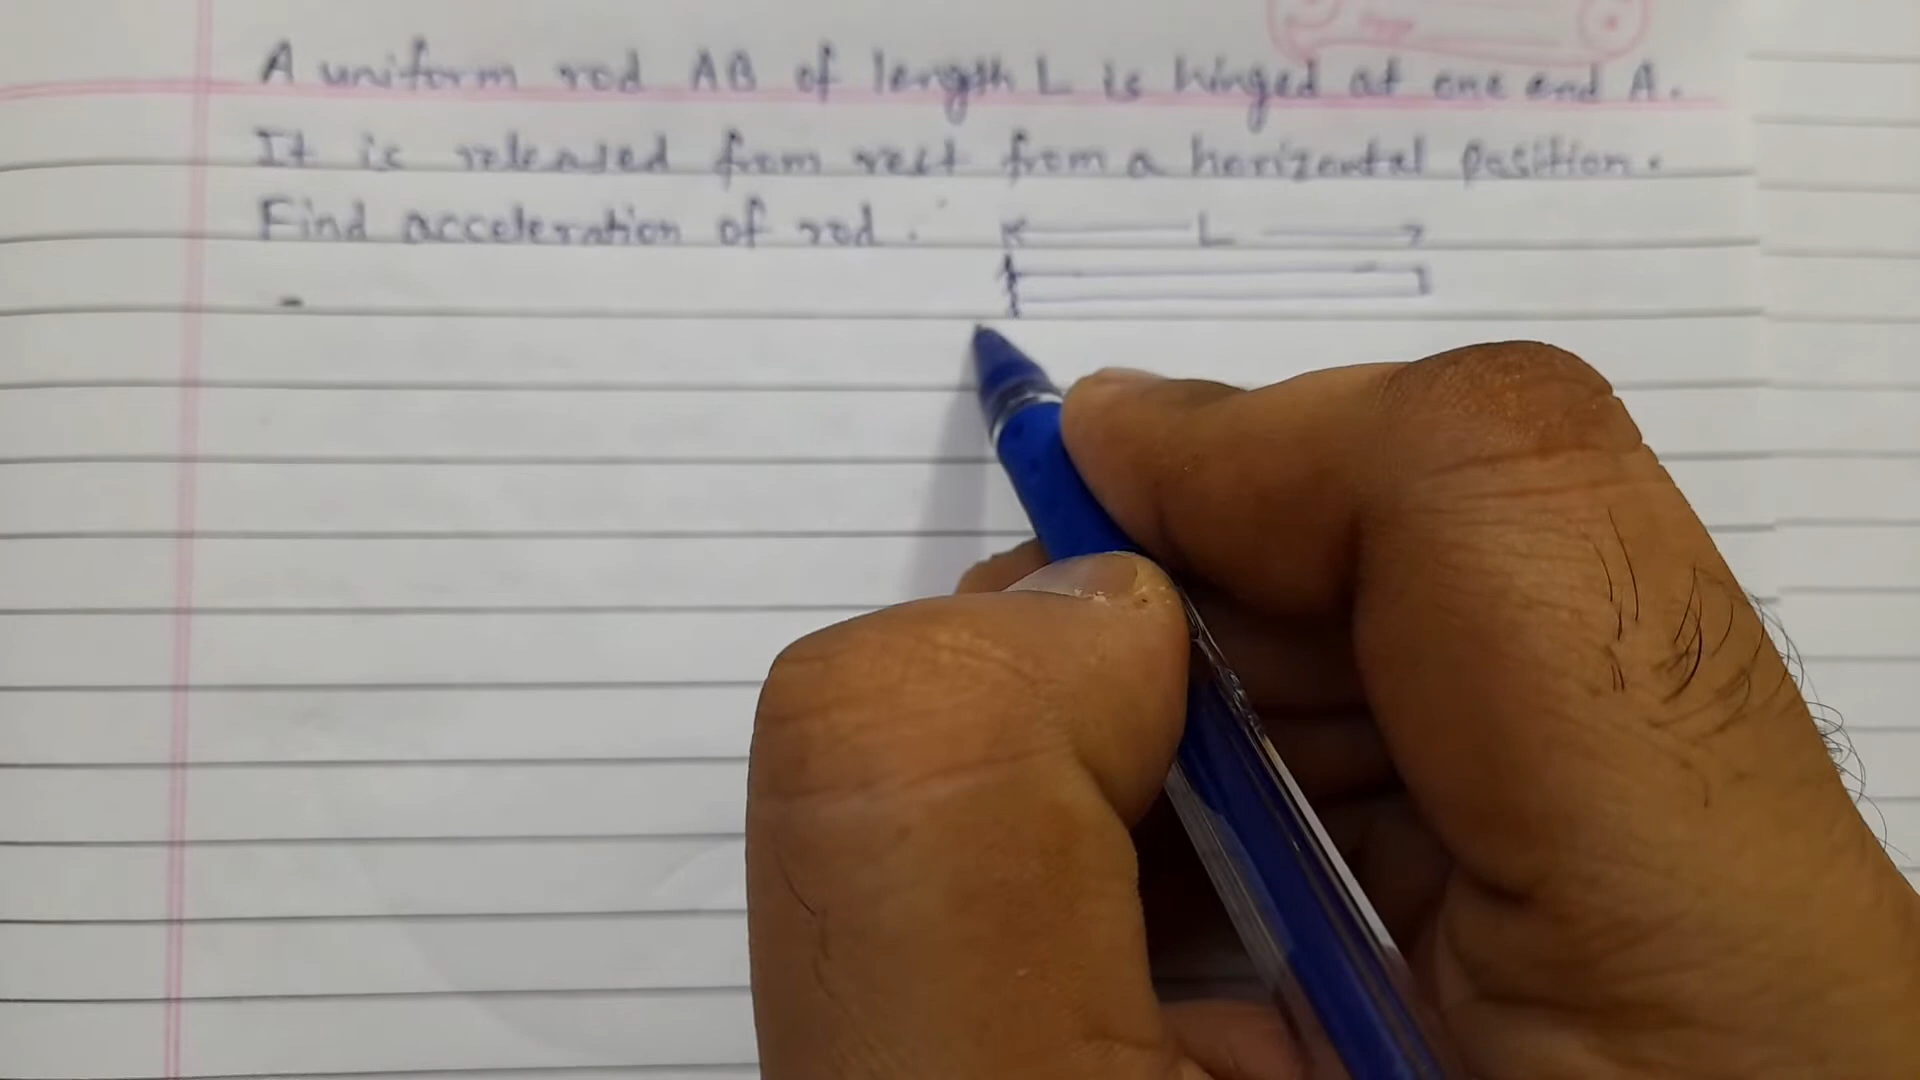 A uniform rod AB of length L is hinged at one end A.
It is released from rest from a horizontal position.
Find acceleration of rod.
L